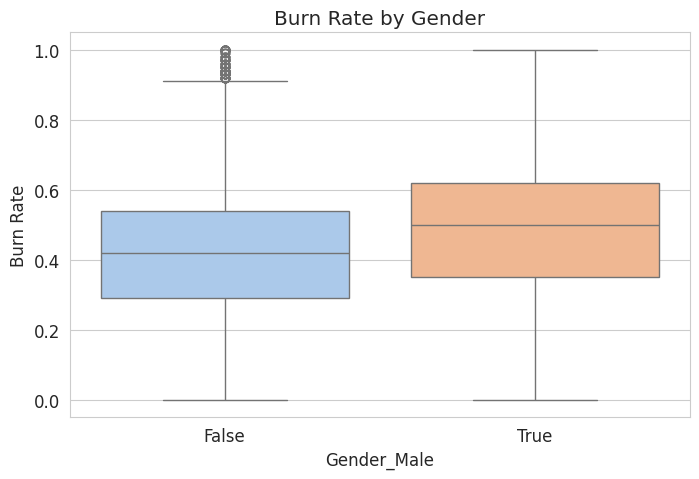 Burn Rate by Gender
Burn Rate
1.0
0.8
0.6
0.4
0.2
0.0
False
True
Gender_Male